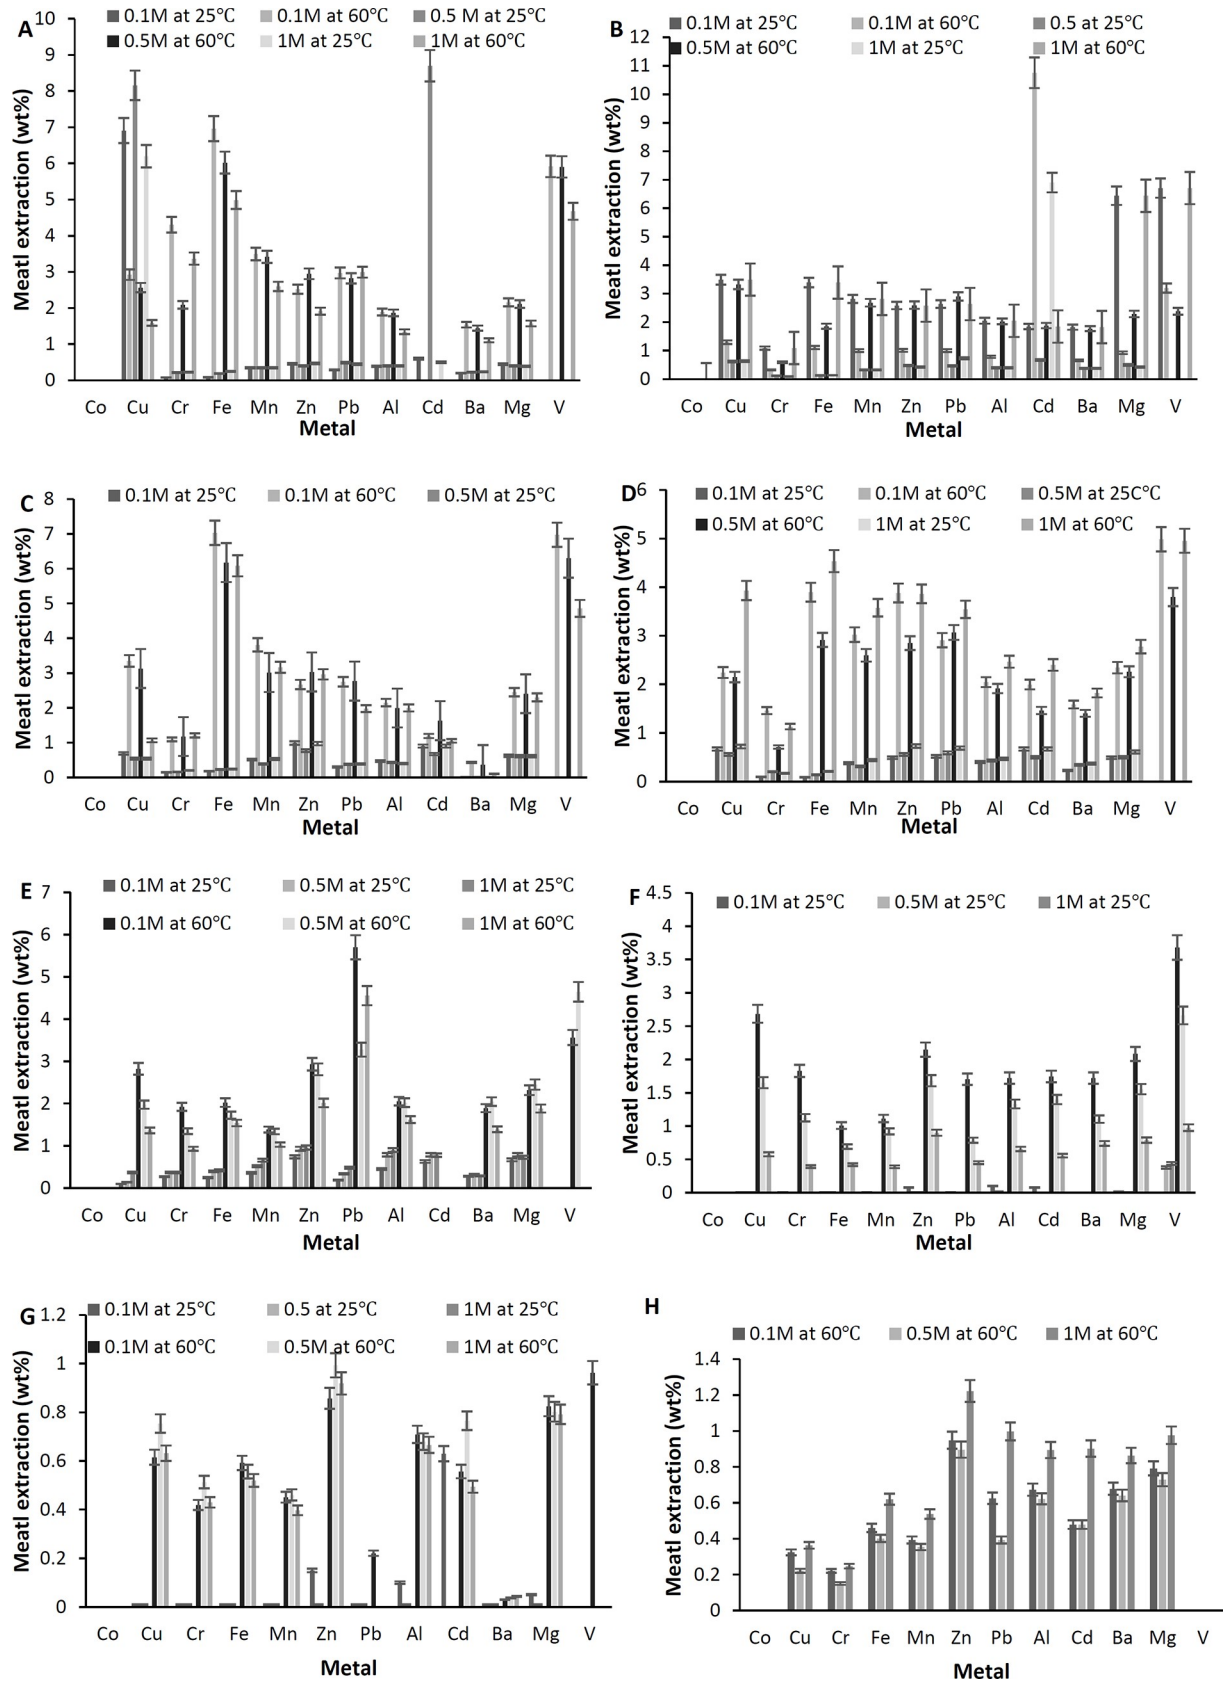 A
0.1M at 25°C 0.1M at 60°C 0.5 M at 25°C
0.5M at 60°C 1M at 25°C 1M at 60°C
Meatl extraction (wt%)
10
9
8
7
6
5
4
3
2
1
0
Co Cu Cr Fe Mn Zn Pb Al Cd Ba Mg V
Metal
B
0.1M at 25°C 0.1M at 60°C 0.5 at 25°C
0.5M at 60°C 1M at 25°C 1M at 60°C
Meatl extraction (wt%)
12
11
10
9
8
7
6
5
4
3
2
1
0
Co Cu Cr Fe Mn Zn Pb Al Cd Ba Mg V
Metal
C
0.1M at 25°C 0.1M at 60°C 0.5M at 25°C
Meatl extraction (wt%)
8
7
6
5
4
3
2
1
0
Co Cu Cr Fe Mn Zn Pb Al Cd Ba Mg V
Metal
D
0.1M at 25°C 0.1M at 60°C 0.5M at 25C°C
0.5M at 60°C 1M at 25°C 1M at 60°C
Meatl extraction (wt%)
6
5
4
3
2
1
0
Co Cu Cr Fe Mn Zn Pb Al Cd Ba Mg V
Metal
E
0.1M at 25°C 0.5M at 25°C 1M at 25°C
0.1M at 60°C 0.5M at 60°C 1M at 60°C
Meatl extraction (wt%)
7
6
5
4
3
2
1
0
Co Cu Cr Fe Mn Zn Pb Al Cd Ba Mg V
Metal
F
0.1M at 25°C 0.5M at 25°C 1M at 25°C
Meatl extraction (wt%)
4.5
4
3.5
3
2.5
2
1.5
1
0.5
0
Co Cu Cr Fe Mn Zn Pb Al Cd Ba Mg V
Metal
G
0.1M at 25°C 0.5 at 25°C 1M at 25°C
0.1M at 60°C 0.5M at 60°C 1M at 60°C
Meatl extraction (wt%)
1.2
1
0.8
0.6
0.4
0.2
0
Co Cu Cr Fe Mn Zn Pb Al Cd Ba Mg V
Metal
H
0.1M at 60°C 0.5M at 60°C 1M at 60°C
Meatl extraction (wt%)
1.4
1.2
1
0.8
0.6
0.4
0.2
0
Co Cu Cr Fe Mn Zn Pb Al Cd Ba Mg V
Metal